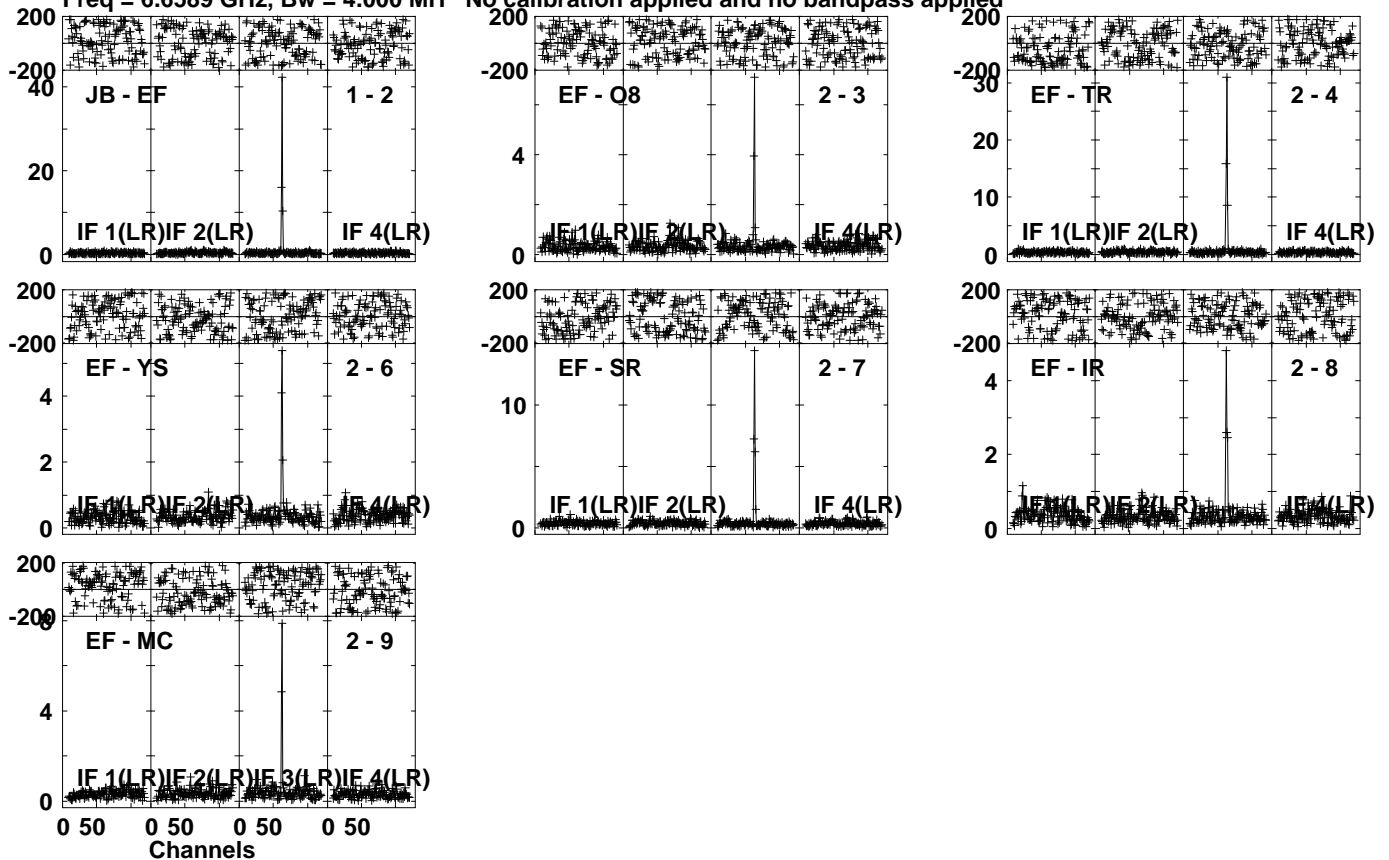 Freq = 6.6589 GHz, Bw = 4.000 MH No calibration applied and no bandpass applied
200 200 200
-200 -200 -200
40 JB - EF 1 - 2 EF - O8 2 - 3 30 EF - TR 2 - 4
20 4 20
10
IF 1(LR) IF 2(LR) IF 4(LR) IF 1(LR) IF 2(LR) IF 4(LR) IF 1(LR) IF 2(LR) IF 4(LR)
0 0 0
200 200 200
-200 -200 -200
EF - YS 2 - 6 EF - SR 2 - 7 EF - IR 2 - 8
4 10 4
2 2
IF 1(LR) IF 2(LR) IF 4(LR) IF 1(LR) IF 2(LR) IF 4(LR) IF 1(LR) IF 2(LR) IF 4(LR)
0 0 0
200
-200
8
EF - MC 2 - 9
4
IF 1(LR) IF 2(LR) IF 3(LR) IF 4(LR)
0
0 50 0 50 0 50 0 50
Channels